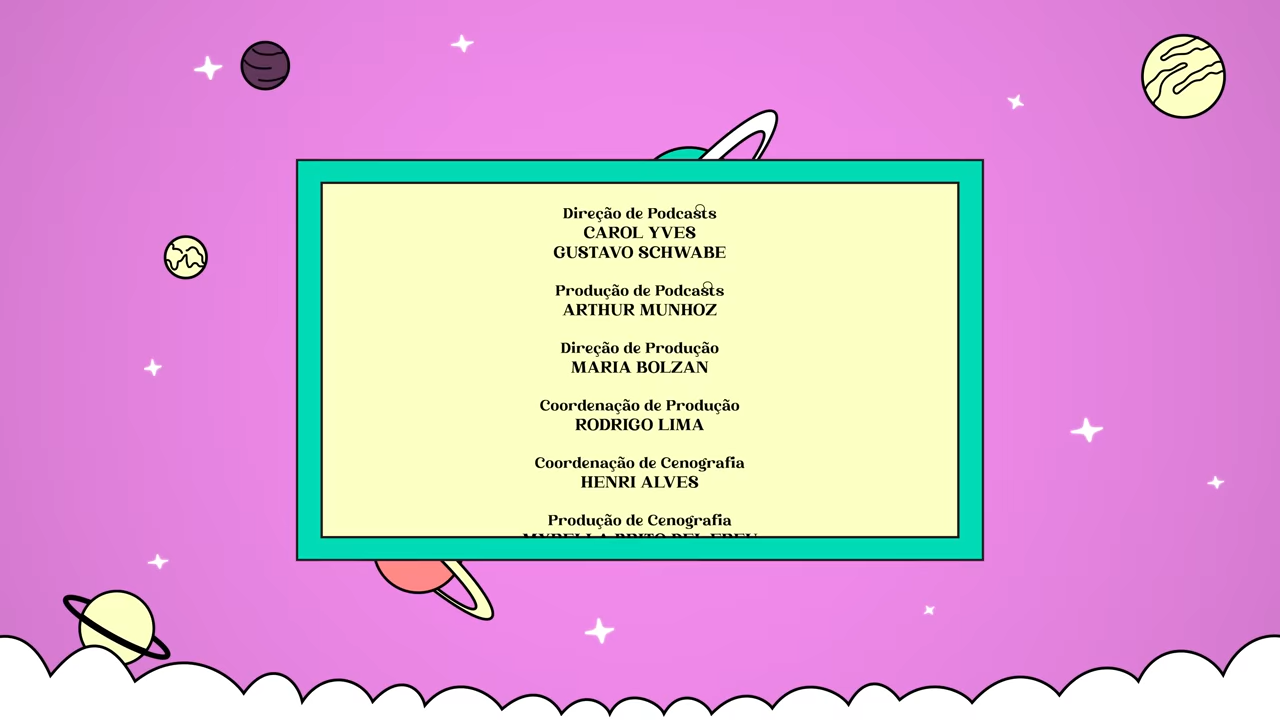 Direção de Podcasts
CAROL YVES
GUSTAVO SCHWABE
Produção de Podcasts
ARTHUR MUNHOZ
Direção de Produção
MARIA BOLZAN
Coordenação de Produção
RODRIGO LIMA
Coordenação de Cenografia
HENRI ALVES
Produção de Cenografia